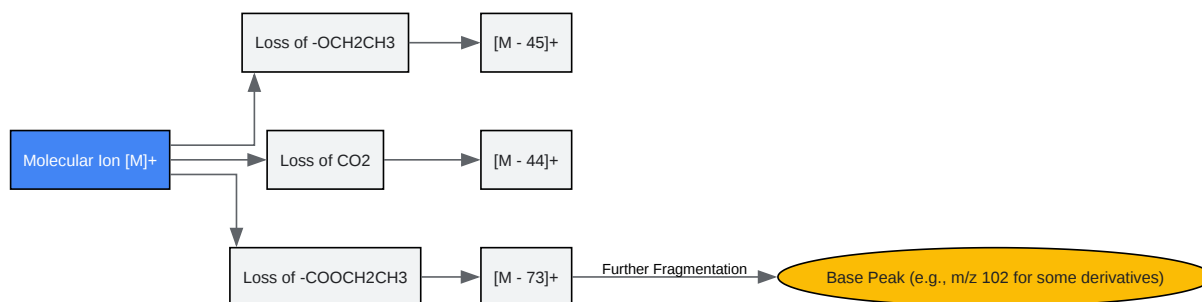 Loss of -OCH2CH3
[M - 45]+
Molecular Ion [M]+
Loss of CO2
[M - 44]+
Loss of -COOCH2CH3
[M - 73]+
Further Fragmentation
Base Peak (e.g., m/z 102 for some derivatives)